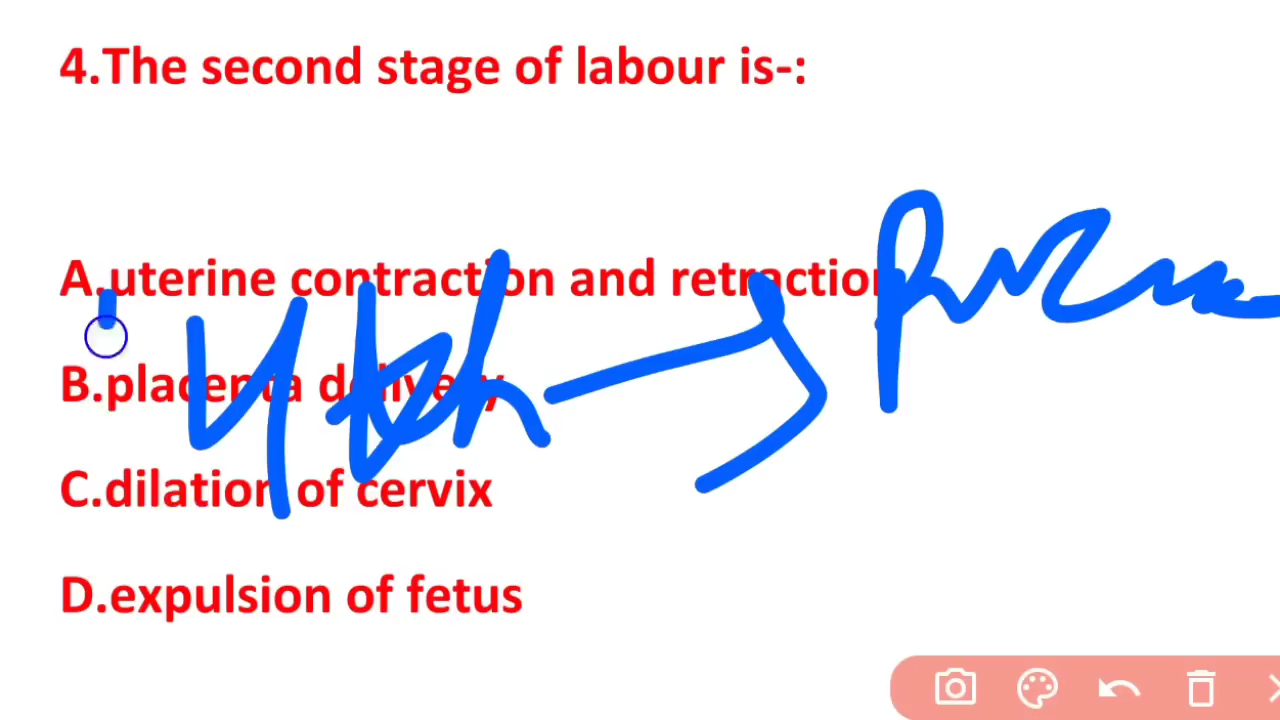 4.The second stage of labour is-:
A.uterine contraction and retraction
B.placenta delivery
C.dilation of cervix
D.expulsion of fetus
4th